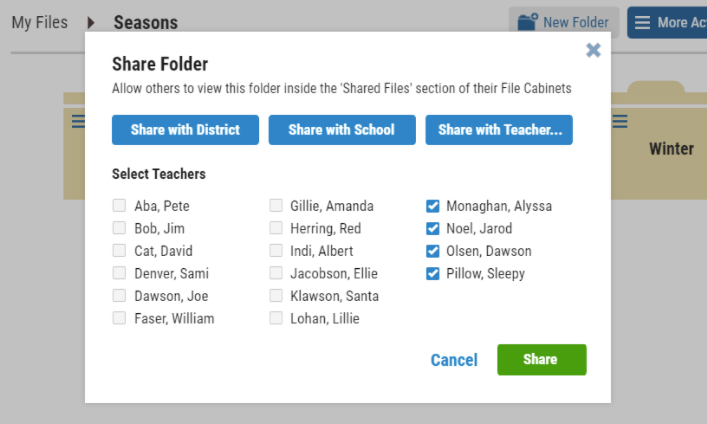 My Files Seasons New Folder More Ac
Share Folder
Allow others to view this folder inside the 'Shared Files' section of their File Cabinets
Share with District Share with School Share with Teacher...
Winter
Select Teachers
Aba, Pete Gillie, Amanda Monaghan, Alyssa
Bob, Jim Herring, Red Noel, Jarod
Cat, David Indi, Albert Olsen, Dawson
Denver, Sami Jacobson, Ellie Pillow, Sleepy
Dawson, Joe Klawson, Santa
Faser, William Lohan, Lillie
Cancel Share